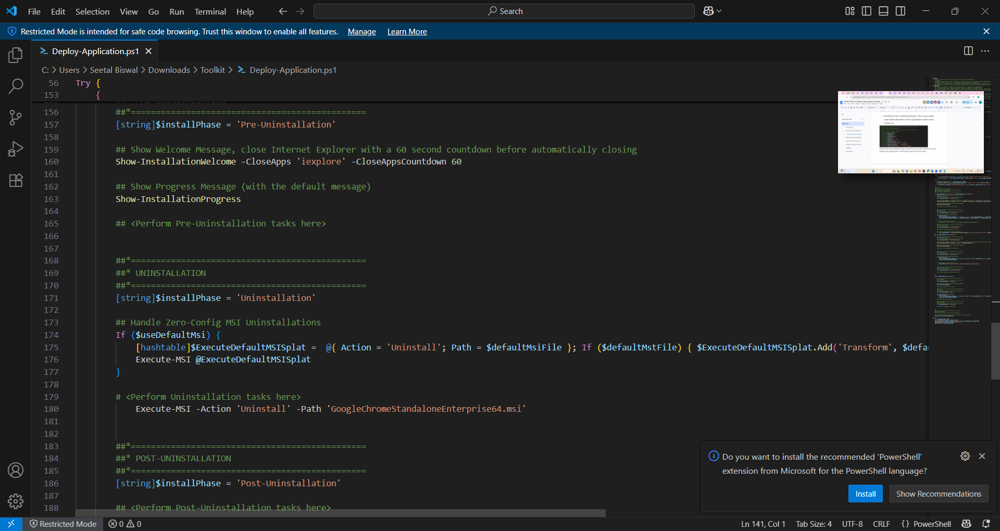 File Edit Selection View Go Run Terminal Help Search
Restricted Mode is intended for safe code browsing. Trust this window to enable all features. Manage Learn More
Deploy-Application.ps1
C: > Users > Seetal Biswal > Downloads > Toolkit > Deploy-Application.ps1
56 Try {
153 {
156 ##*===============================================
157 [string]$installPhase = 'Pre-Uninstallation'
158
159 ## Show Welcome Message, close Internet Explorer with a 60 second countdown before automatically closing
160 Show-InstallationWelcome -CloseApps 'iexplore' -CloseAppsCountdown 60
161
162 ## Show Progress Message (with the default message)
163 Show-InstallationProgress
164
165 ## <Perform Pre-Uninstallation tasks here>
166
167
168 ##*===============================================
169 ##* UNINSTALLATION
170 ##*===============================================
171 [string]$installPhase = 'Uninstallation'
172
173 ## Handle Zero-Config MSI Uninstallations
174 If ($useDefaultMsi) {
175 [hashtable]$ExecuteDefaultMSISplat = @{ Action = 'Uninstall'; Path = $defaultMsiFile }; If ($defaultMstFile) { $ExecuteDefaultMSISplat.Add('Transform', $defa
176 Execute-MSI @ExecuteDefaultMSISplat
177 }
178
179 # <Perform Uninstallation tasks here>
180 Execute-MSI -Action 'Uninstall' -Path 'GoogleChromeStandaloneEnterprise64.msi'
181
182
183 ##*===============================================
184 ##* POST-UNINSTALLATION
185 ##*===============================================
186 [string]$installPhase = 'Post-Uninstallation'
187
188 ## <Perform Post-Uninstallation tasks here>
Do you want to install the recommended 'PowerShell'
extension from Microsoft for the PowerShell language?
Install Show Recommendations
Restricted Mode 0 0 Ln 141, Col 1 Tab Size: 4 UTF-8 CRLF {} PowerShell